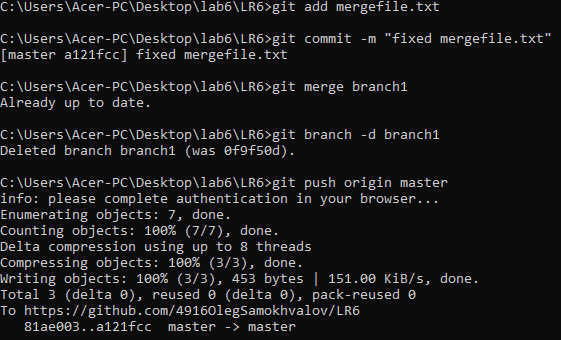 C:\Users\Acer-PC\Desktop\lab6\LR6>git add mergefile.txt
C:\Users\Acer-PC\Desktop\lab6\LR6>git commit -m "fixed mergefile.txt"
[master a121fcc] fixed mergefile.txt
C:\Users\Acer-PC\Desktop\lab6\LR6>git merge branch1
Already up to date.
C:\Users\Acer-PC\Desktop\lab6\LR6>git branch -d branch1
Deleted branch branch1 (was 0f9f50d).
C:\Users\Acer-PC\Desktop\lab6\LR6>git push origin master
info: please complete authentication in your browser...
Enumerating objects: 7, done.
Counting objects: 100% (7/7), done.
Delta compression using up to 8 threads
Compressing objects: 100% (3/3), done.
Writing objects: 100% (3/3), 453 bytes | 151.00 KiB/s, done.
Total 3 (delta 0), reused 0 (delta 0), pack-reused 0
To https://github.com/4916OlegSamokhvalov/LR6
   81ae003..a121fcc  master -> master